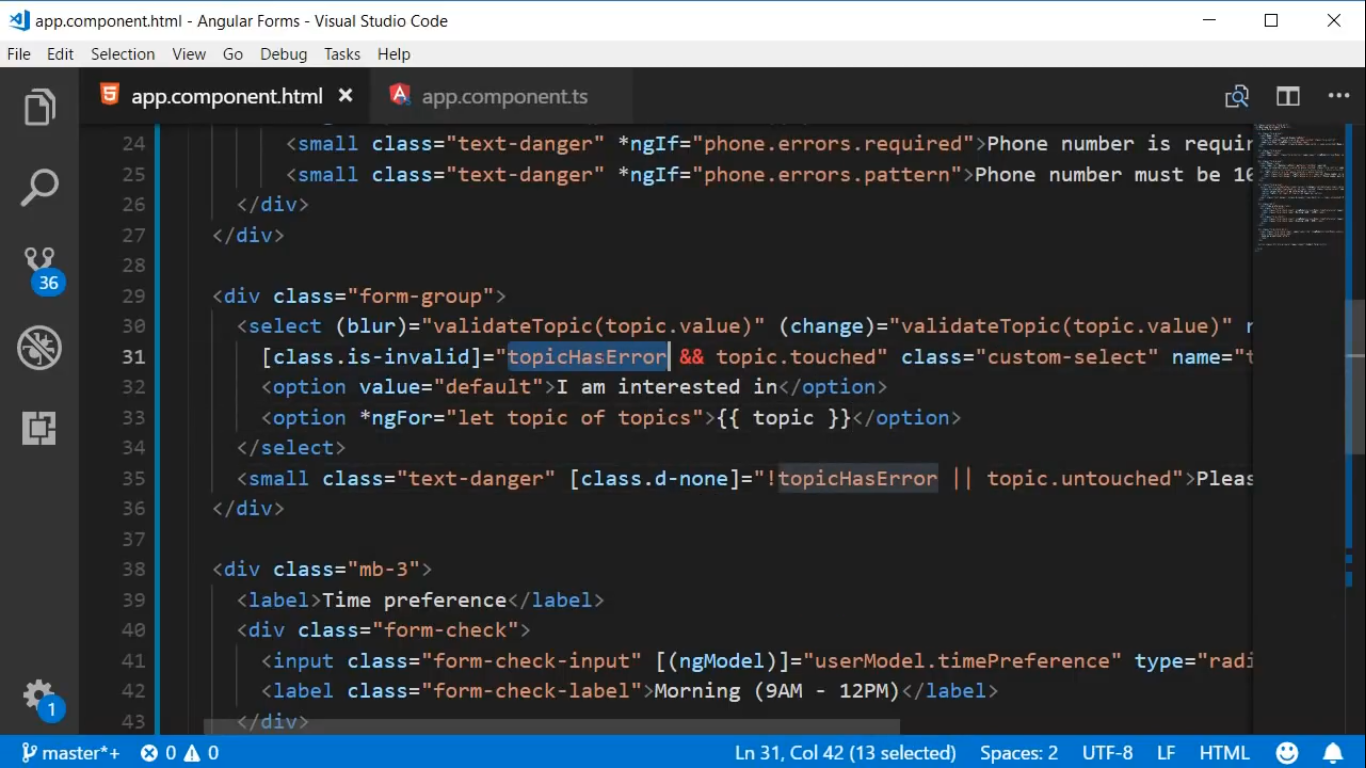 app.component.html - Angular Forms - Visual Studio Code
File Edit Selection View Go Debug Tasks Help
app.component.html app.component.ts
24 <small class="text-danger" *ngIf="phone.errors.required">Phone number is requir
25 <small class="text-danger" *ngIf="phone.errors.pattern">Phone number must be 10
26 </div>
27 </div>
28
29 <div class="form-group">
30 <select (blur)="validateTopic(topic.value)" (change)="validateTopic(topic.value)" n
31 [class.is-invalid]="topicHasError && topic.touched" class="custom-select" name="t
32 <option value="default">I am interested in</option>
33 <option *ngFor="let topic of topics">{{ topic }}</option>
34 </select>
35 <small class="text-danger" [class.d-none]="!topicHasError || topic.untouched">Pleas
36 </div>
37
38 <div class="mb-3">
39 <label>Time preference</label>
40 <div class="form-check">
41 <input class="form-check-input" [(ngModel)]="userModel.timePreference" type="radi
42 <label class="form-check-label">Morning (9AM - 12PM)</label>
43 </div>
36
1
master*+ 0 0 Ln 31, Col 42 (13 selected) Spaces: 2 UTF-8 LF HTML